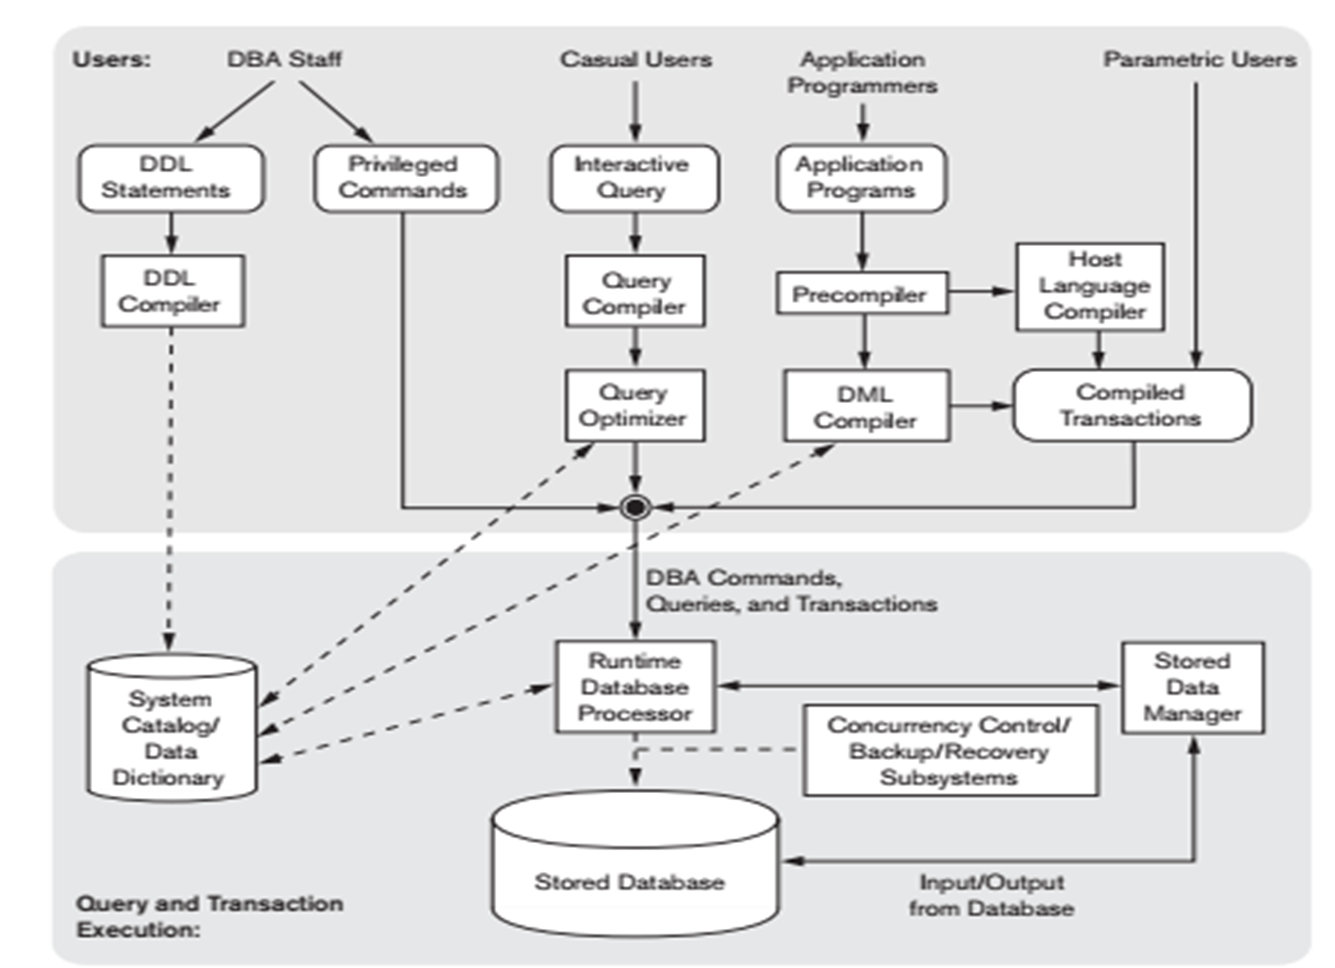 Users:
DBA Staff
Casual Users
Application
Programmers
Parametric Users
DDL
Statements
Privileged
Commands
Interactive
Query
Application
Programs
DDL
Compiler
Query
Compiler
Precompiler
Host
Language
Compiler
Query
Optimizer
DML
Compiler
Compiled
Transactions
DBA Commands,
Queries, and Transactions
System
Catalog/
Data
Dictionary
Runtime
Database
Processor
Stored
Data
Manager
Concurrency Control/
Backup/Recovery
Subsystems
Stored Database
Input/Output
from Database
Query and Transaction
Execution: